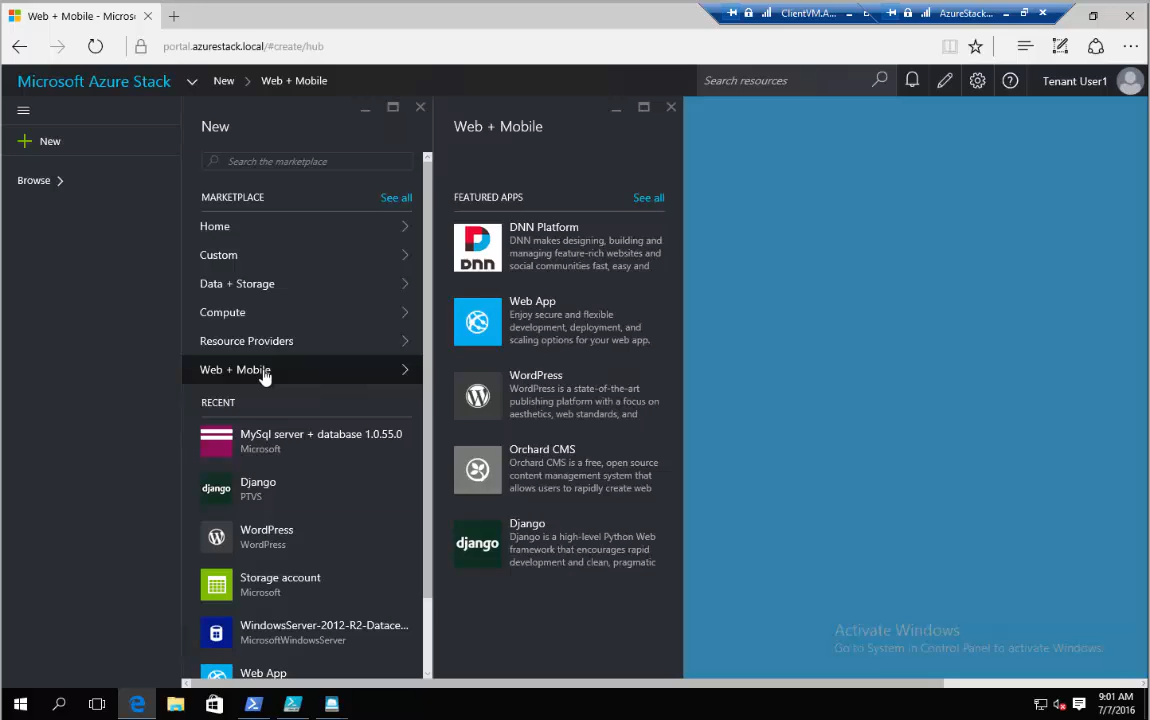 Web + Mobile - Micros
ClientVM.A...
AzureStack...
portal.azurestack.local/#create/hub
Microsoft Azure Stack
New
Web + Mobile
Search resources
Tenant User1
New
Browse
New
Search the marketplace
MARKETPLACE
See all
Home
Custom
Data + Storage
Compute
Resource Providers
Web + Mobile
RECENT
MySql server + database 1.0.55.0
Microsoft
django
Django
PTVS
WordPress
WordPress
Storage account
Microsoft
WindowsServer-2012-R2-Datace...
MicrosoftWindowsServer
Web App
Web + Mobile
FEATURED APPS
See all
DNN
DNN Platform
DNN makes designing, building and
managing feature-rich websites and
social communities fast, easy and
Web App
Enjoy secure and flexible
development, deployment, and
scaling options for your web app.
WordPress
WordPress is a state-of-the-art
publishing platform with a focus on
aesthetics, web standards, and
Orchard CMS
Orchard CMS is a free, open source
content management system that
allows users to rapidly create web
django
Django
Django is a high-level Python Web
framework that encourages rapid
development and clean, pragmatic
Activate Windows
Go to System in Control Panel to activate Windows.
9:01 AM
7/7/2016